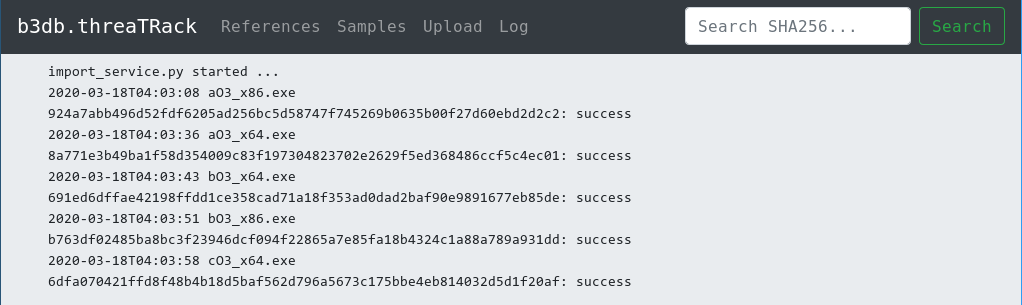 b3db.threaTRack References Samples Upload Log Search SHA256... Search
import_service.py started ...
2020-03-18T04:03:08 aO3_x86.exe
924a7abb496d52fdf6205ad256bc5d58747f745269b0635b00f27d60ebd2d2c2: success
2020-03-18T04:03:36 aO3_x64.exe
8a771e3b49ba1f58d354009c83f197304823702e2629f5ed368486ccf5c4ec01: success
2020-03-18T04:03:43 bO3_x64.exe
691ed6dffae42198ffdd1ce358cad71a18f353ad0dad2baf90e9891677eb85de: success
2020-03-18T04:03:51 bO3_x86.exe
b763df02485ba8bc3f23946dcf094f22865a7e85fa18b4324c1a88a789a931dd: success
2020-03-18T04:03:58 cO3_x64.exe
6dfa070421ffd8f48b4b18d5baf562d796a5673c175bbe4eb814032d5d1f20af: success